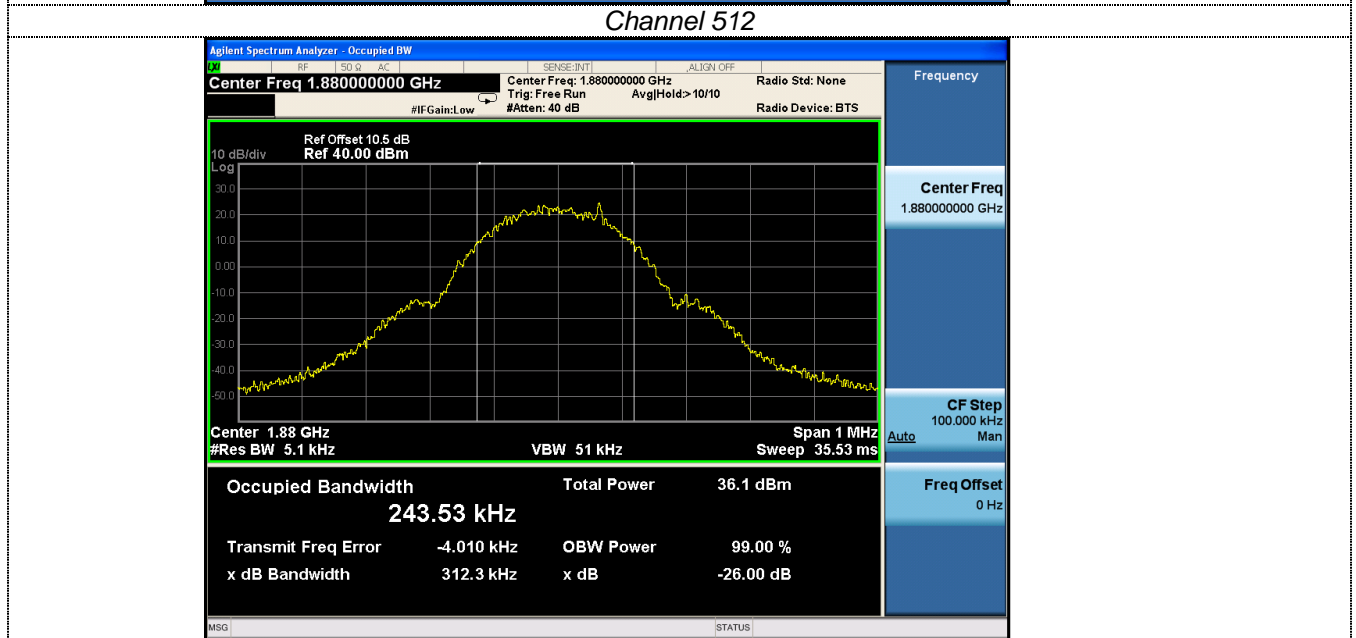 Channel 512
Agilent Spectrum Analyzer - Occupied BW
LXI RF 50 Ω AC SENSE:INT ALIGN OFF
Center Freq 1.880000000 GHz
#IFGain:Low
Center Freq: 1.880000000 GHz
Trig: Free Run Avg|Hold:>10/10
#Atten: 40 dB
Radio Std: None
Radio Device: BTS
Ref Offset 10.5 dB
10 dB/div Ref 40.00 dBm
Log
30.0
20.0
10.0
0.00
-10.0
-20.0
-30.0
-40.0
-50.0
Center 1.88 GHz Span 1 MHz
#Res BW 5.1 kHz VBW 51 kHz Sweep 35.53 ms
Occupied Bandwidth Total Power 36.1 dBm
243.53 kHz
Transmit Freq Error -4.010 kHz OBW Power 99.00 %
x dB Bandwidth 312.3 kHz x dB -26.00 dB
MSG STATUS
Frequency
Center Freq
1.880000000 GHz
CF Step
100.000 kHz
Auto Man
Freq Offset
0 Hz